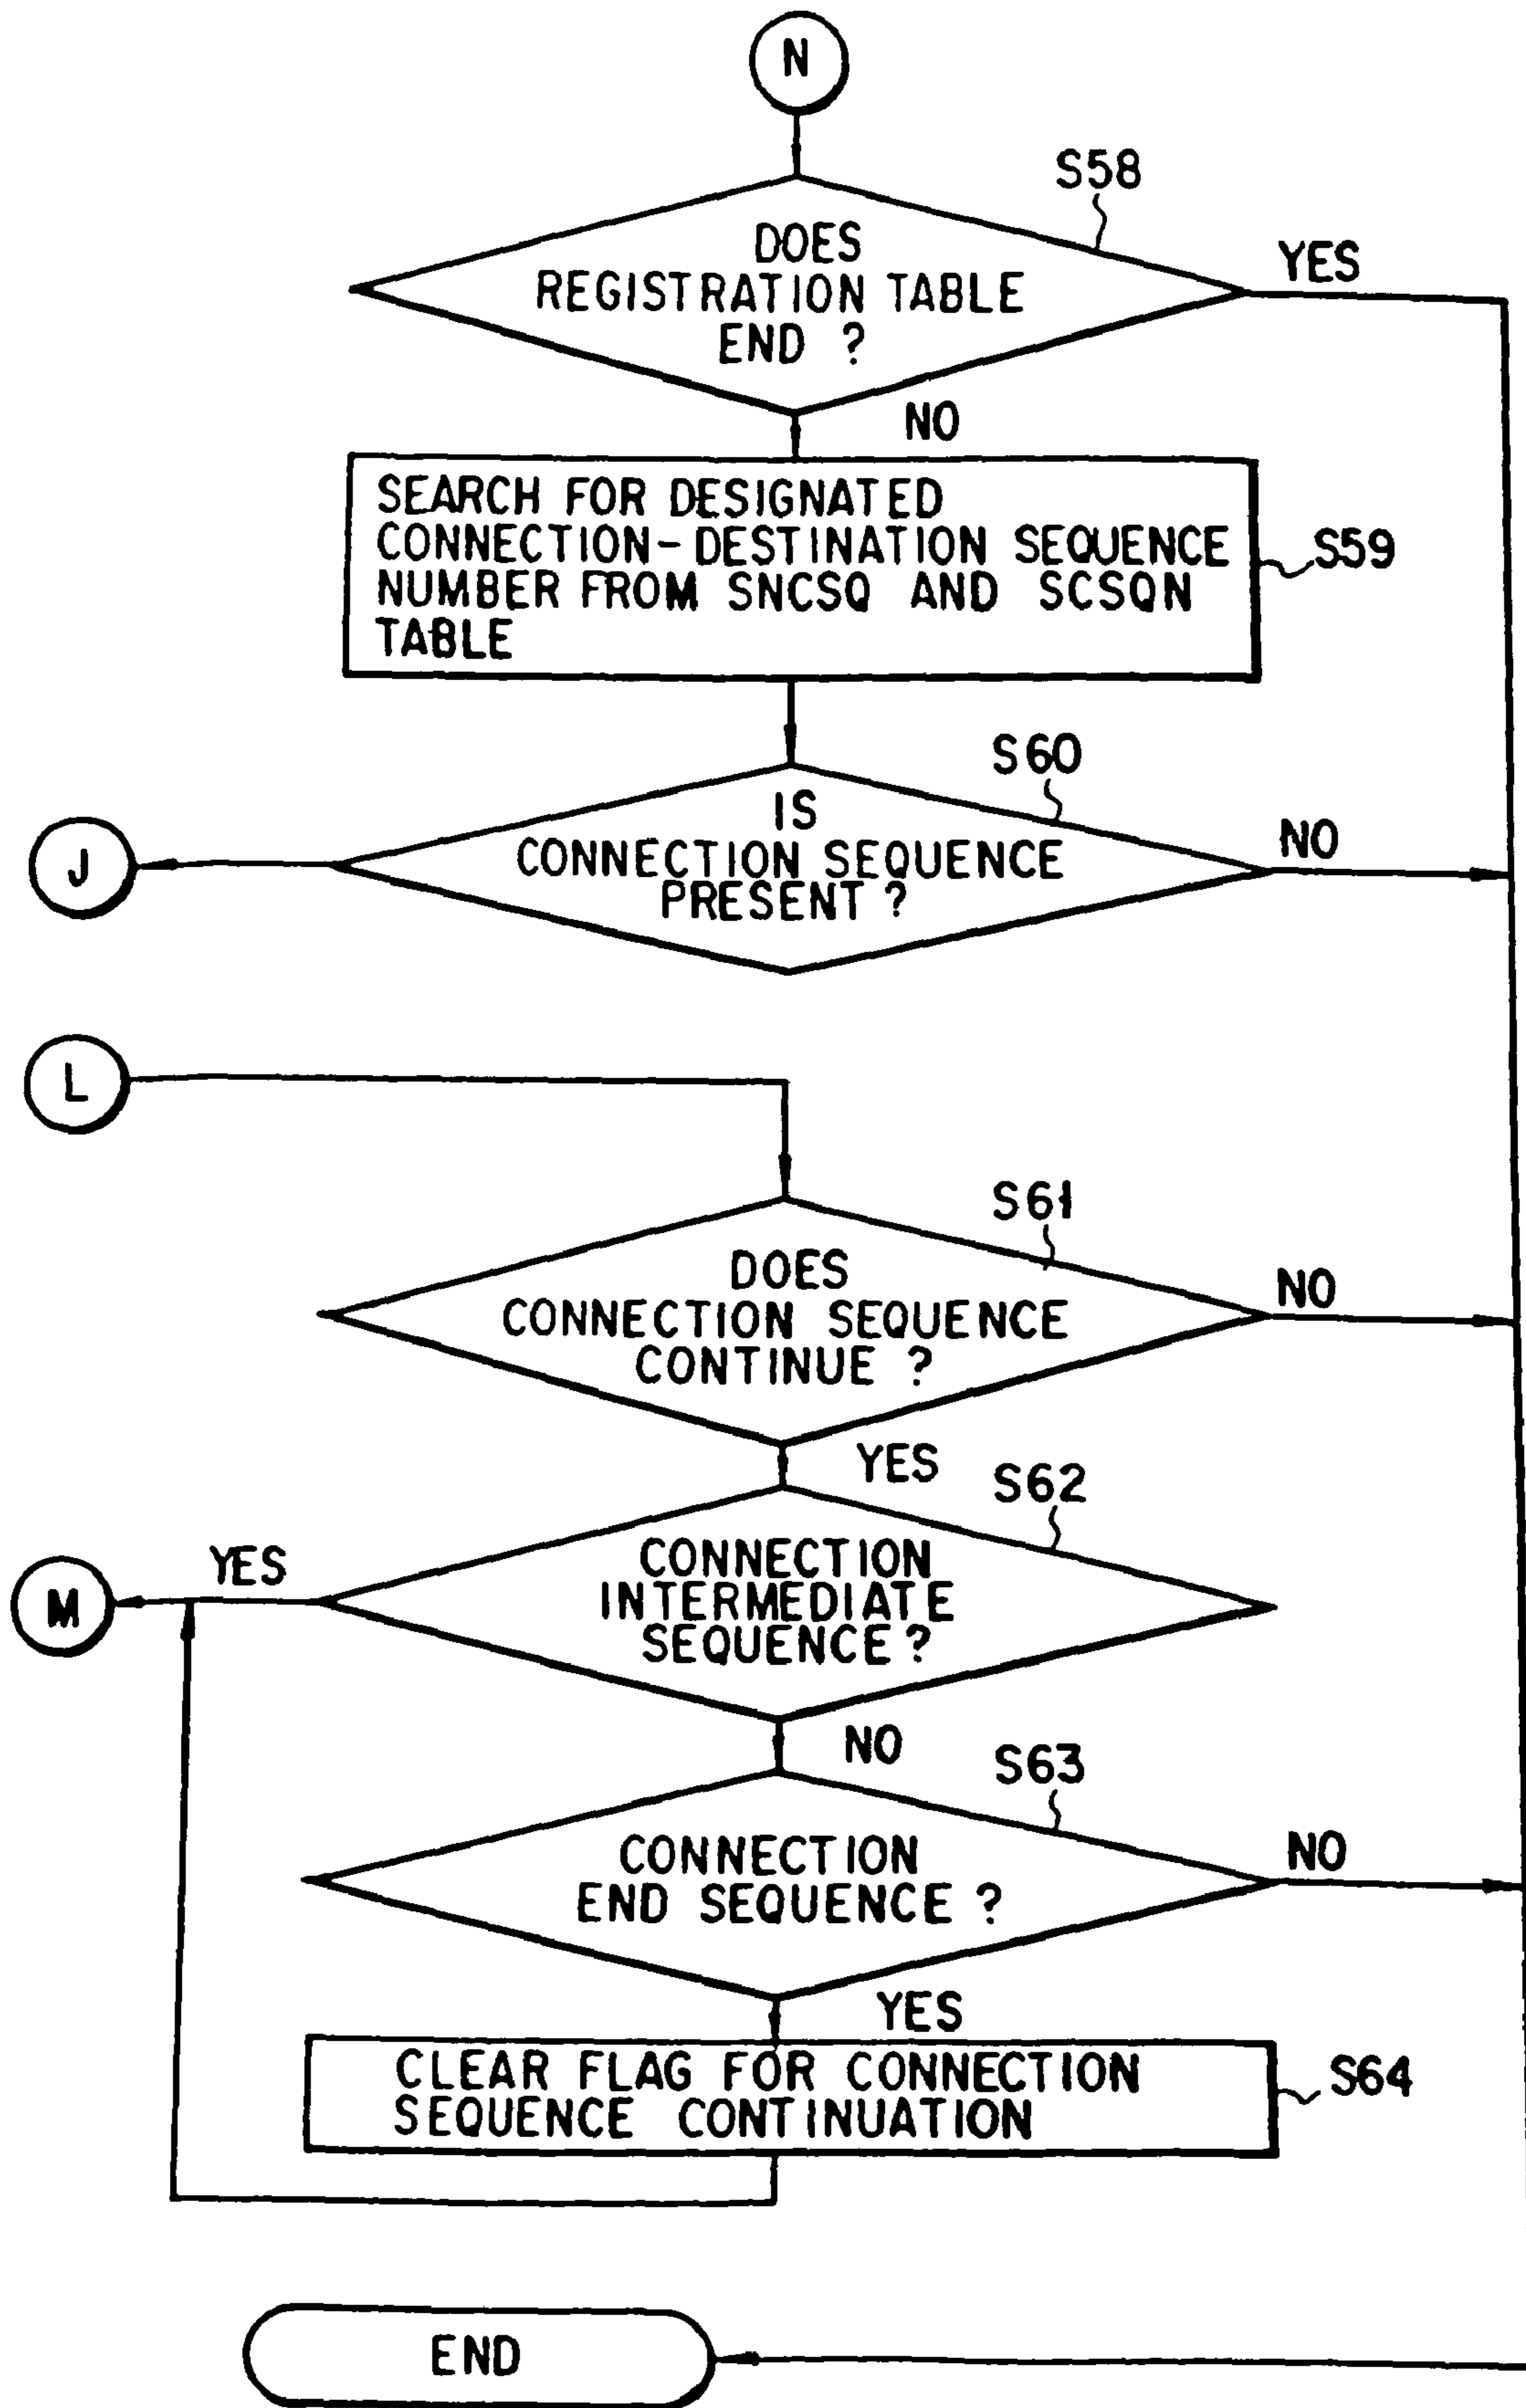 N
S58
DOES
REGISTRATION TABLE
END ?
YES
NO
SEARCH FOR DESIGNATED
CONNECTION-DESTINATION SEQUENCE
NUMBER FROM SNCSQ AND SCSQN
TABLE
S59
S60
IS
CONNECTION SEQUENCE
PRESENT ?
NO
J
L
S61
DOES
CONNECTION SEQUENCE
CONTINUE ?
NO
YES
S62
CONNECTION
INTERMEDIATE
SEQUENCE ?
YES
M
NO
S63
CONNECTION
END SEQUENCE ?
NO
YES
CLEAR FLAG FOR CONNECTION
SEQUENCE CONTINUATION
S64
END